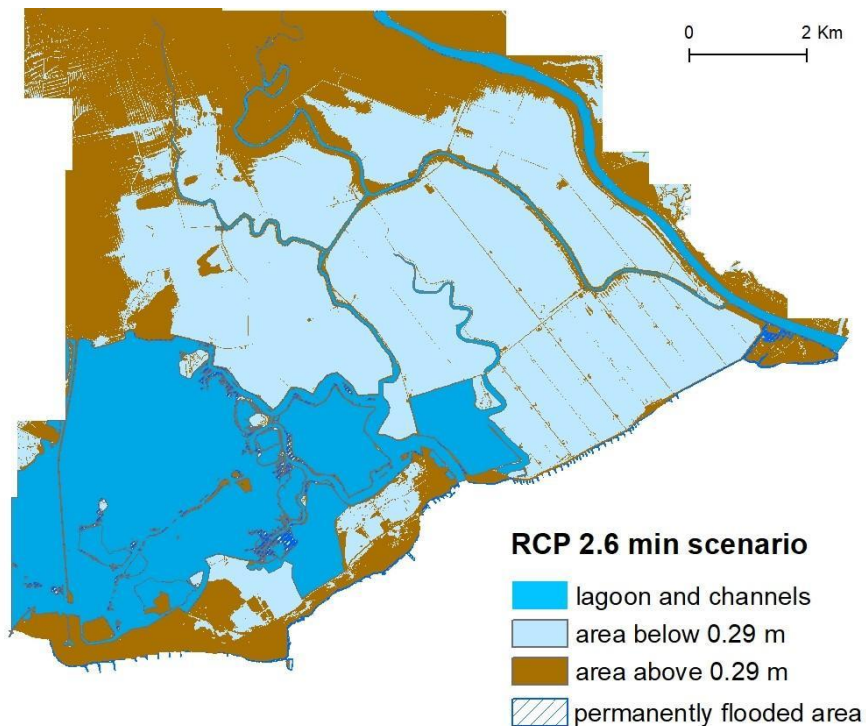 0 2 Km
RCP 2.6 min scenario
lagoon and channels
area below 0.29 m
area above 0.29 m
permanently flooded area